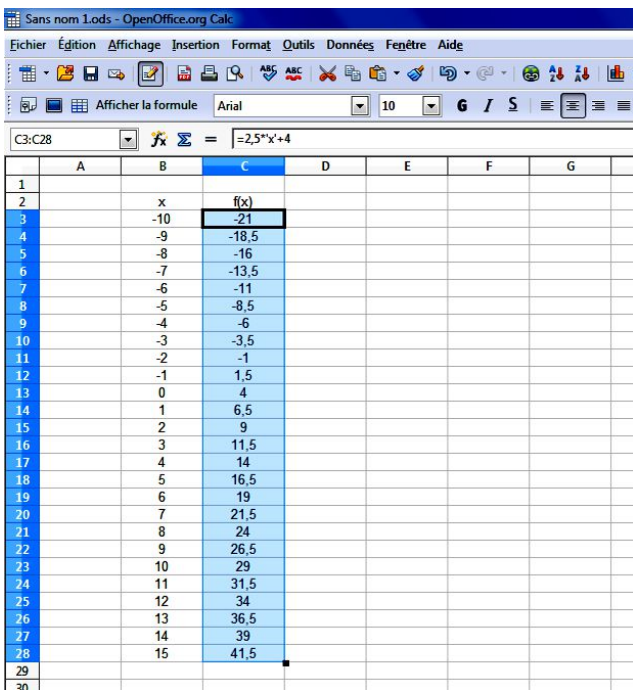 Sans nom 1.ods - OpenOffice.org Calc
Fichier Édition Affichage Insertion Format Outils Données Fenêtre Aide
Afficher la formule Arial 10 G I S
C3:C28 fx Σ = =2,5*'x'+4
A B C D E F G
1
2 x f(x)
3 -10 -21
4 -9 -18,5
5 -8 -16
6 -7 -13,5
7 -6 -11
8 -5 -8,5
9 -4 -6
10 -3 -3,5
11 -2 -1
12 -1 1,5
13 0 4
14 1 6,5
15 2 9
16 3 11,5
17 4 14
18 5 16,5
19 6 19
20 7 21,5
21 8 24
22 9 26,5
23 10 29
24 11 31,5
25 12 34
26 13 36,5
27 14 39
28 15 41,5
29
30